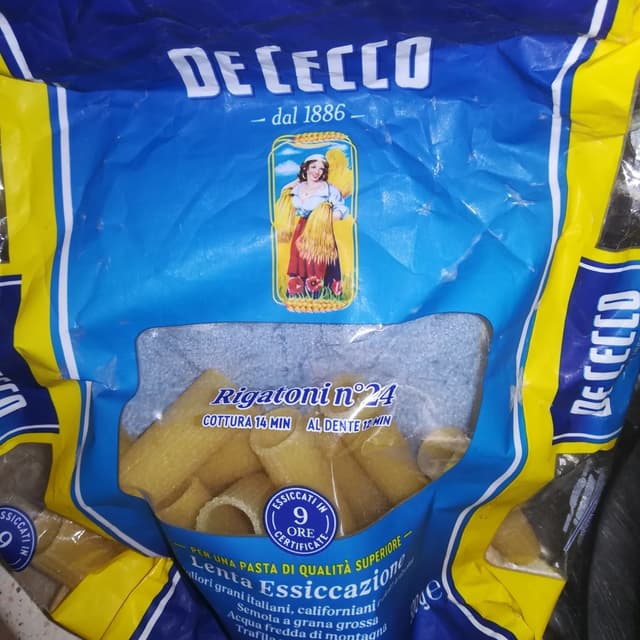 DE CECCO
dal 1886
Rigatoni n°24
COTTURA 14 MIN AL DENTE 12 MIN
ESSICCATI IN
9
ORE
CERTIFICATE
PER UNA PASTA DI QUALITÀ SUPERIORE
Lenta Essiccazione
grani italiani, californiani
Semola a grana grossa
Acqua fredda di montagna
DE CECCO
9